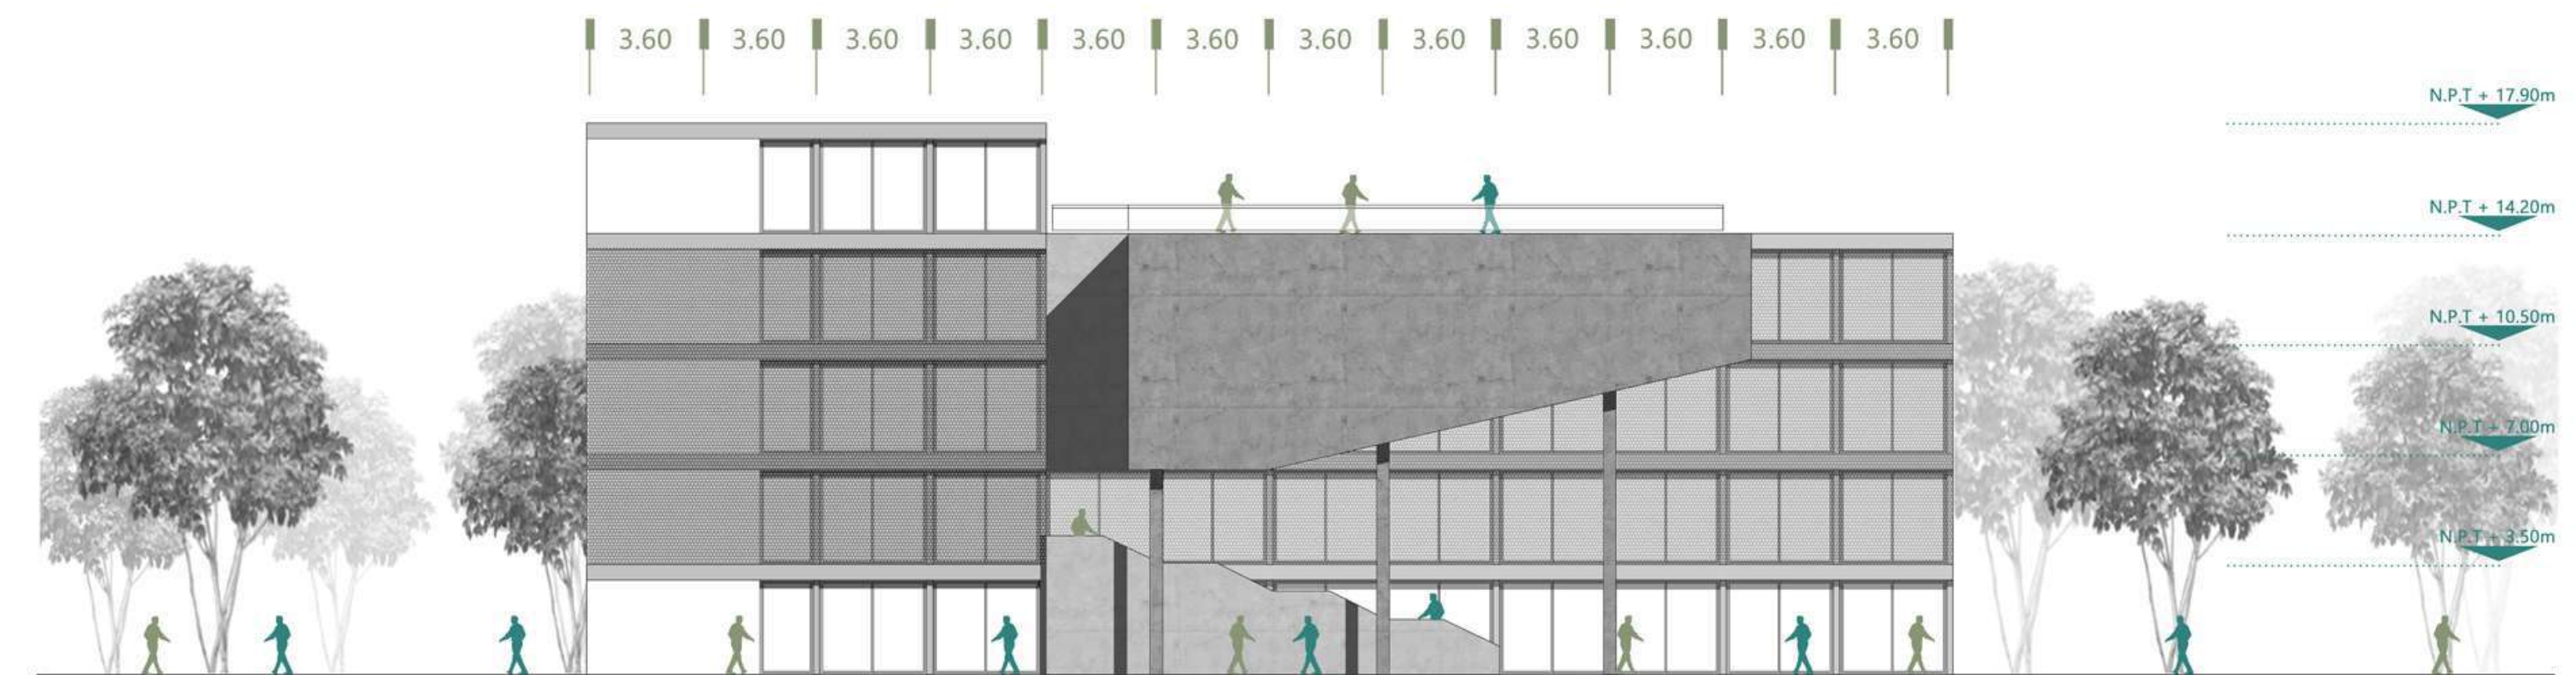 3.60 3.60 3.60 3.60 3.60 3.60 3.60 3.60 3.60 3.60 3.60 3.60
N.P.T + 17.90m
N.P.T + 14.20m
N.P.T + 10.50m
N.P.T + 7.00m
N.P.T + 3.50m